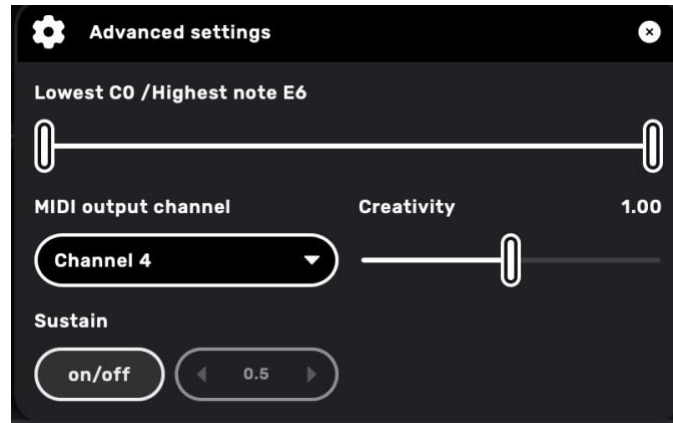 Advanced settings
Lowest C0 /Highest note E6
MIDI output channel
Creativity 1.00
Channel 4
Sustain
on/off
0.5